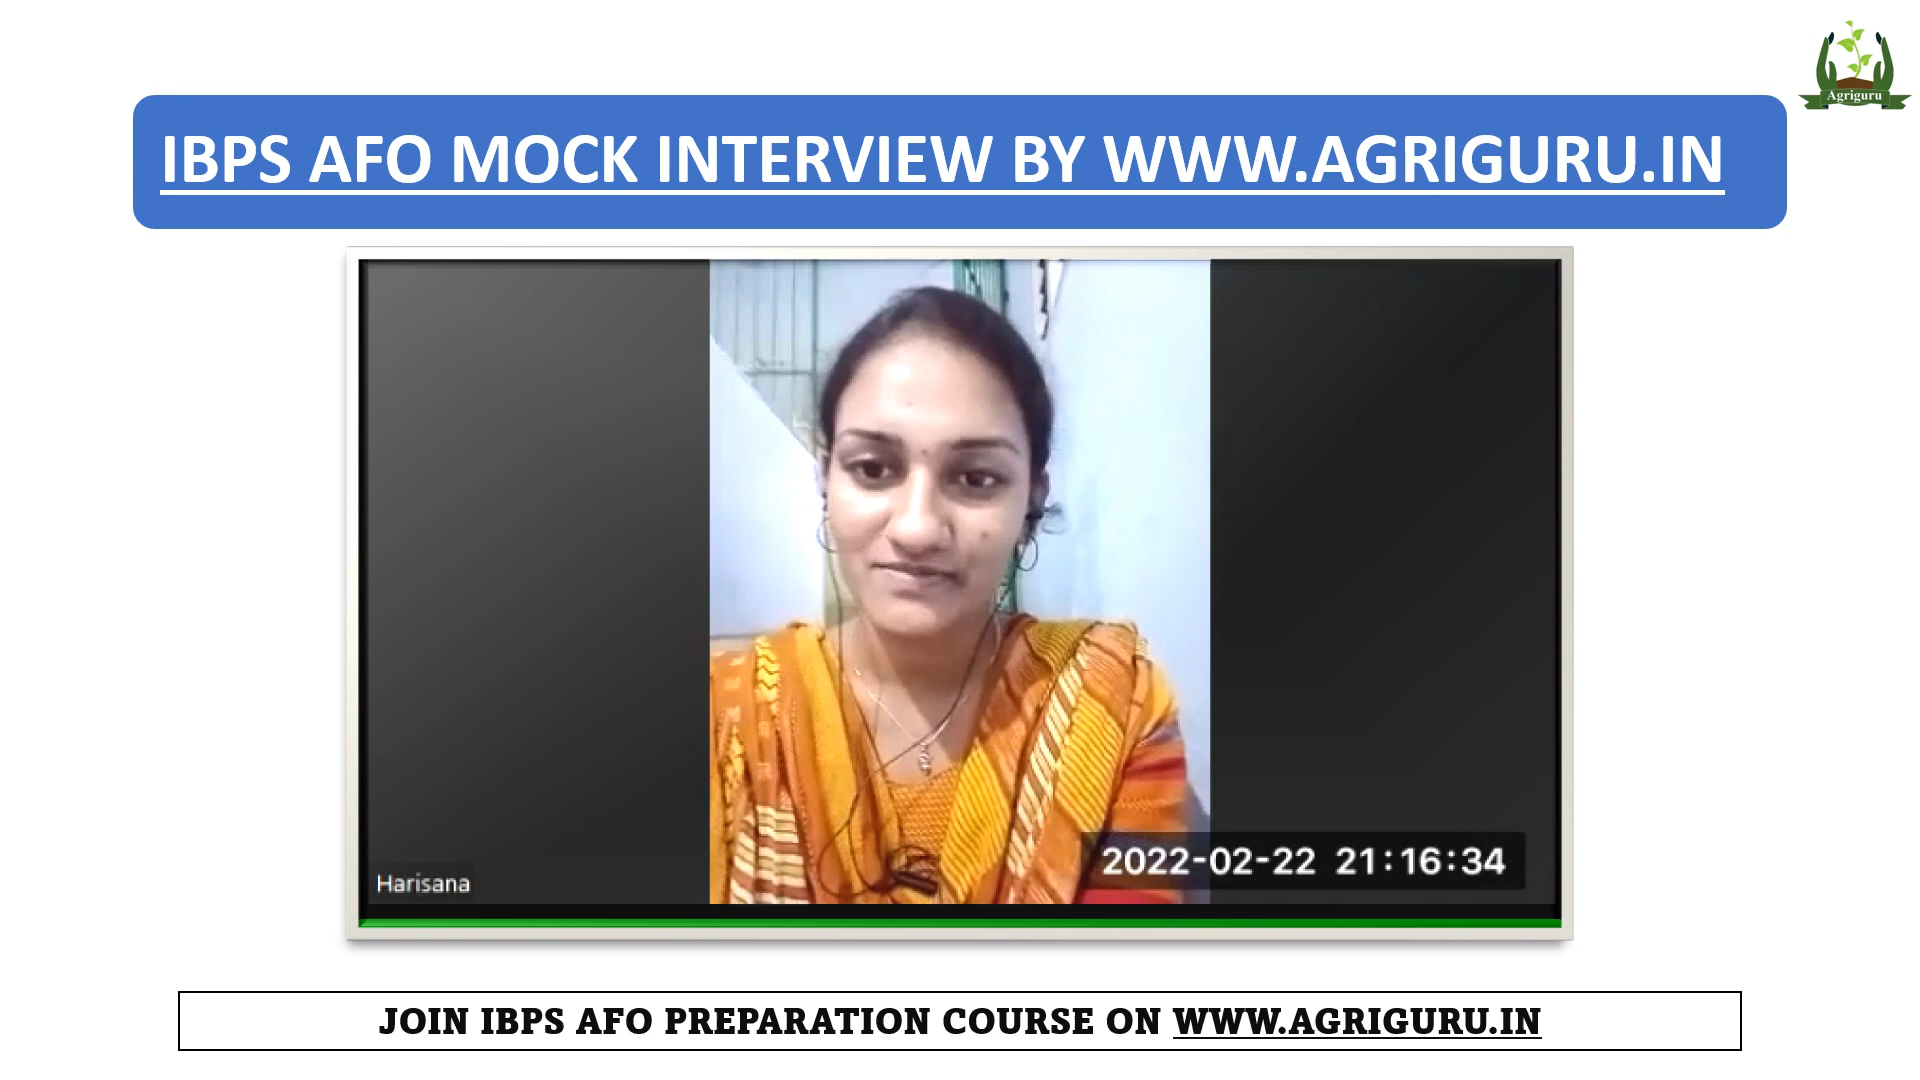 Agriguru
IBPS AFO MOCK INTERVIEW BY WWW.AGRIGURU.IN
2022-02-22 21:16:34
Harisana
JOIN IBPS AFO PREPARATION COURSE ON WWW.AGRIGURU.IN